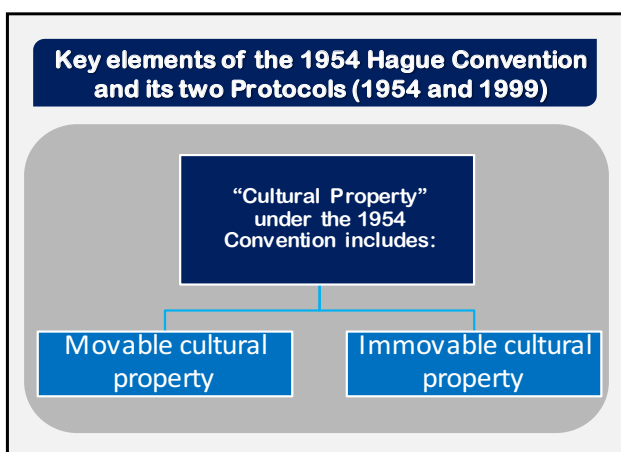 Key elements of the 1954 Hague Convention
and its two Protocols (1954 and 1999)
“Cultural Property”
under the 1954
Convention includes:
Movable cultural
property
Immovable cultural
property